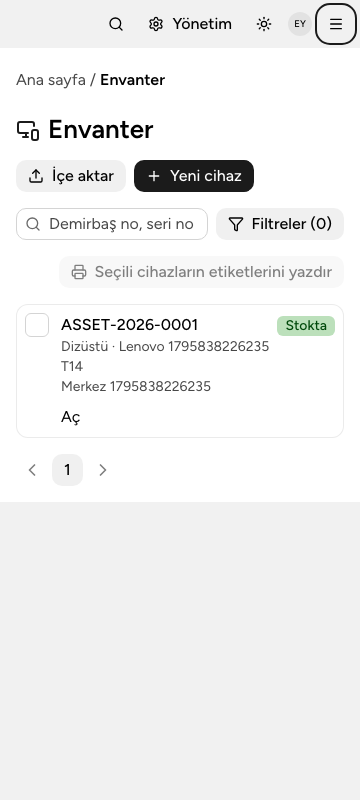 Yönetim
EY
Ana sayfa / Envanter
Envanter
İçe aktar
Yeni cihaz
Demirbaş no, seri no
Filtreler (0)
Seçili cihazların etiketlerini yazdır
ASSET-2026-0001
Stokta
Dizüstü · Lenovo 1795838226235
T14
Merkez 1795838226235
Aç
1